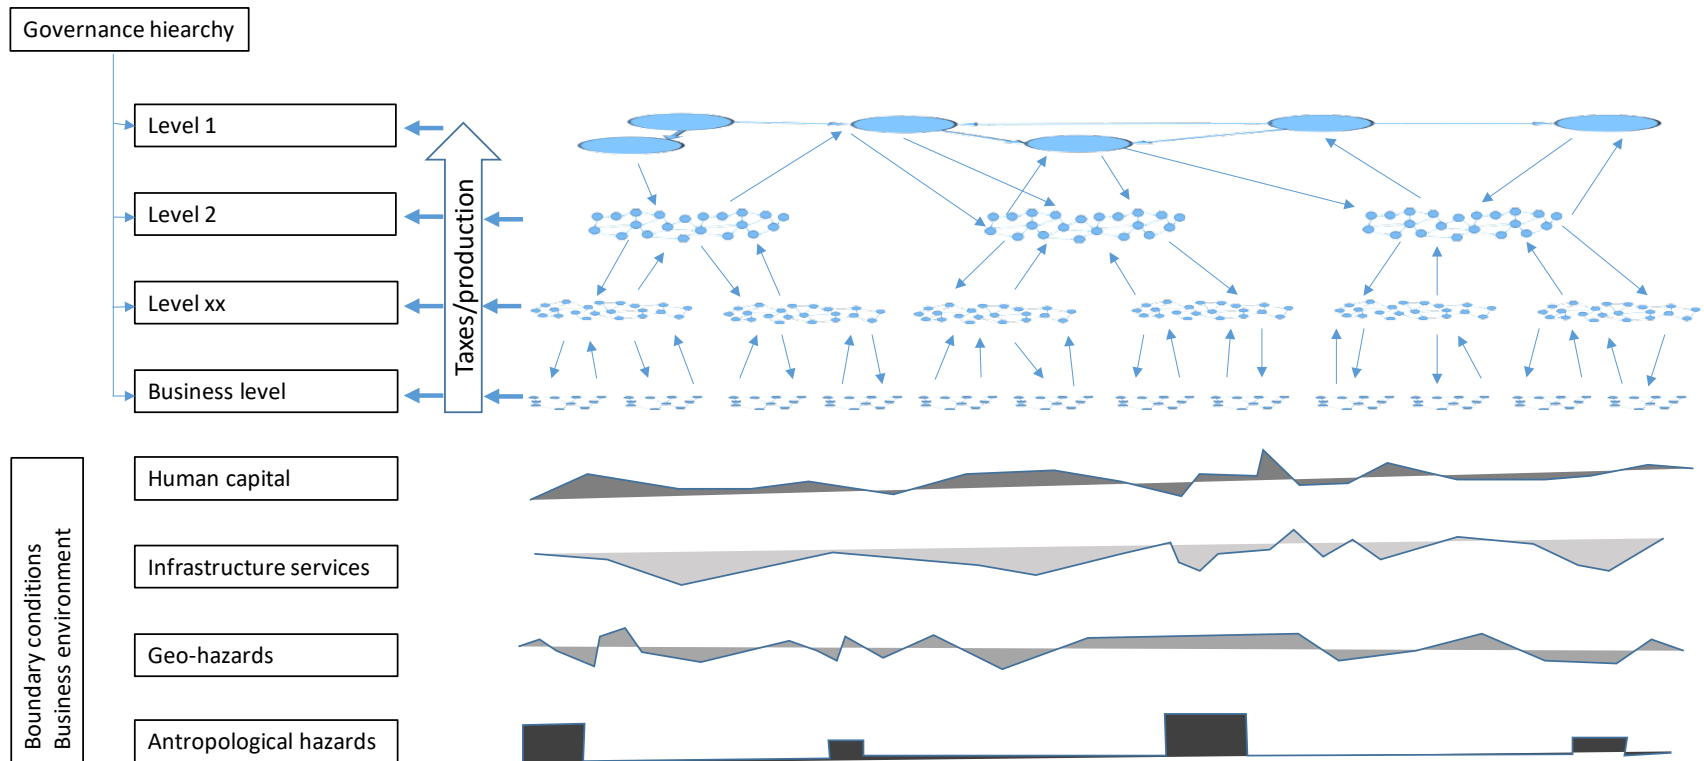 Governance hiearchy
Level 1
Level 2
Level xx
Business level
Taxes/production
Human capital
Infrastructure services
Geo-hazards
Antropological hazards
Boundary conditions
Business environment